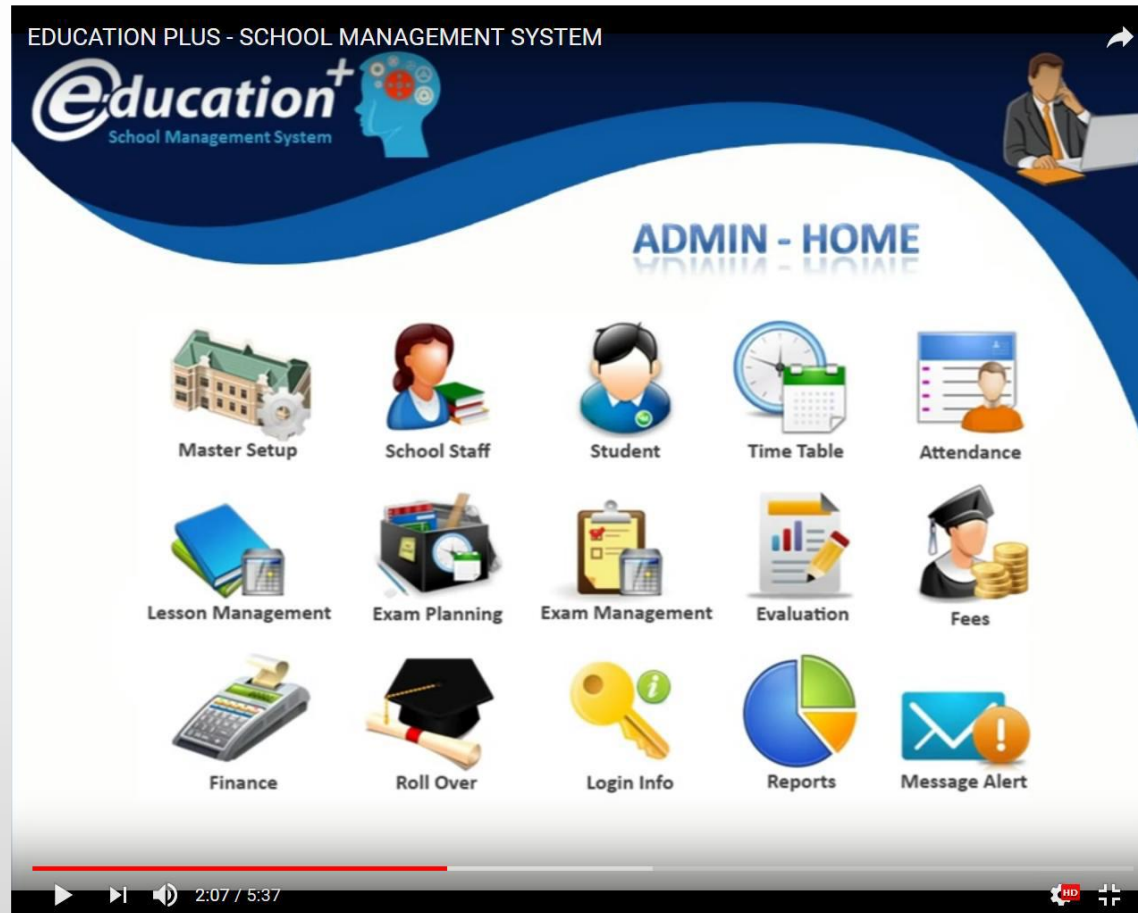 EDUCATION PLUS - SCHOOL MANAGEMENT SYSTEM
education+
School Management System
ADMIN - HOME
Master Setup
School Staff
Student
Time Table
Attendance
Lesson Management
Exam Planning
Exam Management
Evaluation
Fees
Finance
Roll Over
Login Info
Reports
Message Alert
2:07 / 5:37
HD